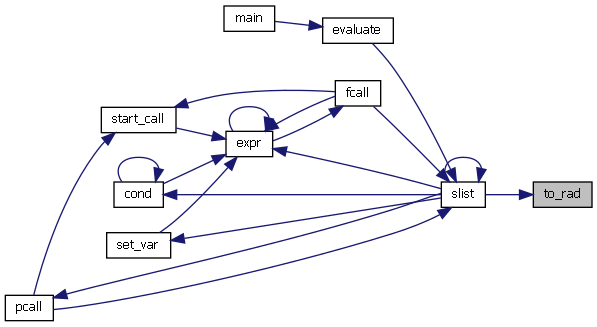 main
evaluate
fcall
start_call
expr
cond
slist
to_rad
set_var
pcall